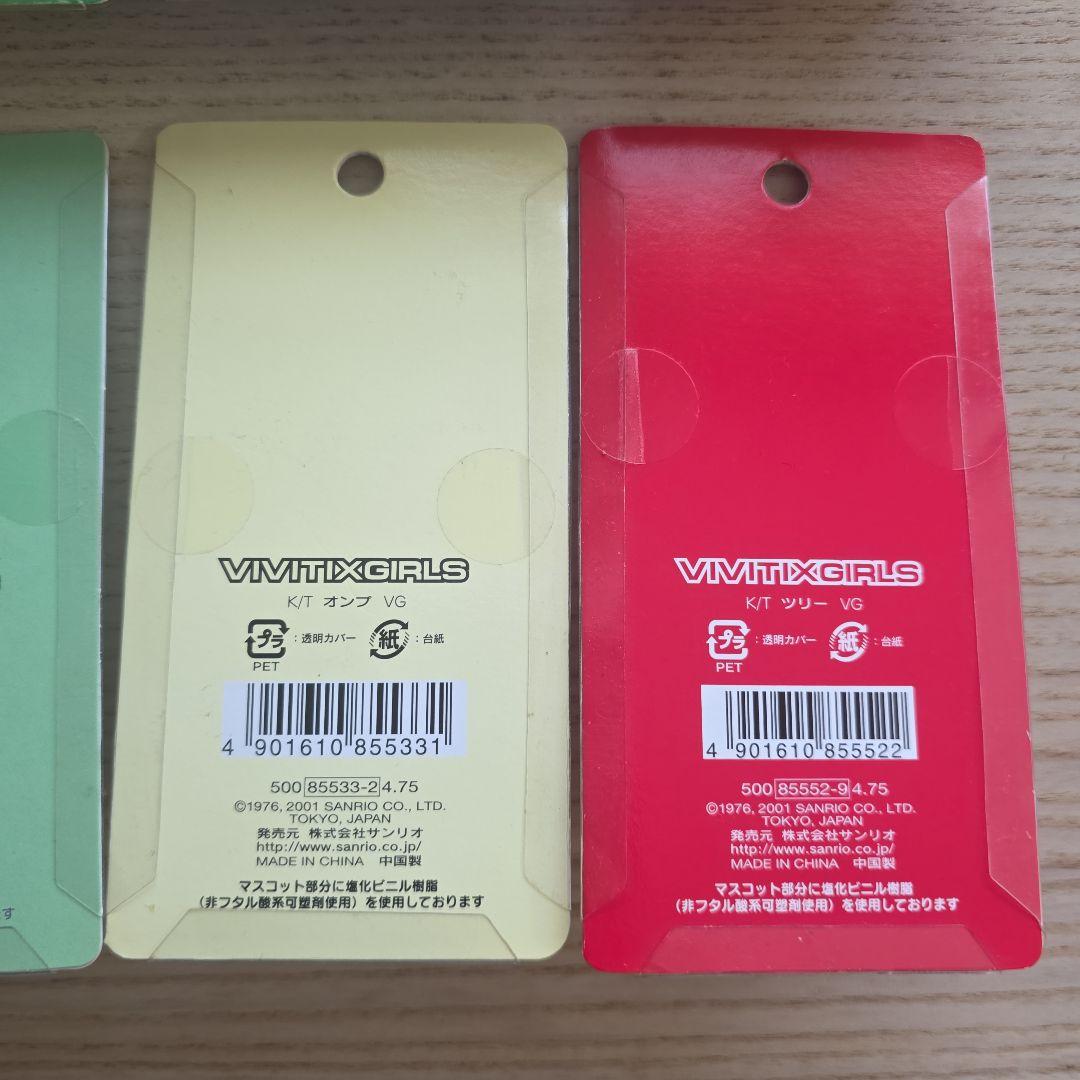 VIVITIXGIRLS
K/T オンプ VG
プラ : 透明カバー 紙 : 台紙
PET
4 901610 855331
500 85533-2 4.75
©1976, 2001 SANRIO CO., LTD.
TOKYO, JAPAN
発売元 株式会社サンリオ
http://www.sanrio.co.jp/
MADE IN CHINA 中国製
マスコット部分に塩化ビニル樹脂
(非フタル酸系可塑剤使用)を使用しております
VIVITIXGIRLS
K/T ツリー VG
プラ : 透明カバー 紙 : 台紙
PET
4 901610 855522
500 85552-9 4.75
©1976, 2001 SANRIO CO., LTD.
TOKYO, JAPAN
発売元 株式会社サンリオ
http://www.sanrio.co.jp/
MADE IN CHINA 中国製
マスコット部分に塩化ビニル樹脂
(非フタル酸系可塑剤使用)を使用しております